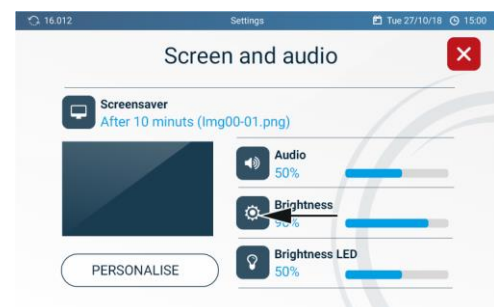 16.012 Settings Tue 27/10/18 15:00
Screen and audio
Screensaver
After 10 minuts (Img00-01.png)
Audio
50%
Brightness
Brightness LED
50%
PERSONALISE